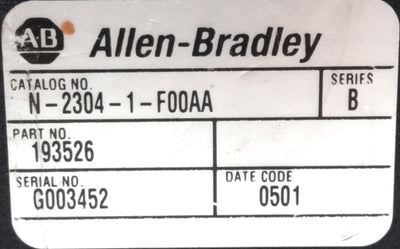 AB Allen-Bradley
CATALOG NO. SERIES
N-2304-1-F00AA B
PART NO.
193526
SERIAL NO. DATE CODE
G003452 0501